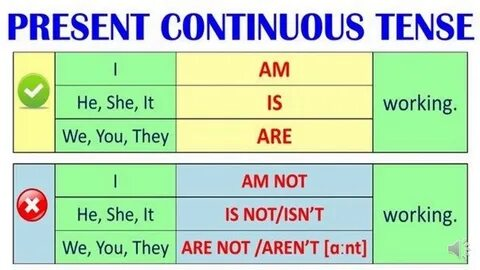 PRESENT CONTINUOUS TENSE
I AM
He, She, It IS working.
We, You, They ARE
I AM NOT
He, She, It IS NOT/ISN'T working.
We, You, They ARE NOT /AREN'T [ɑːnt]